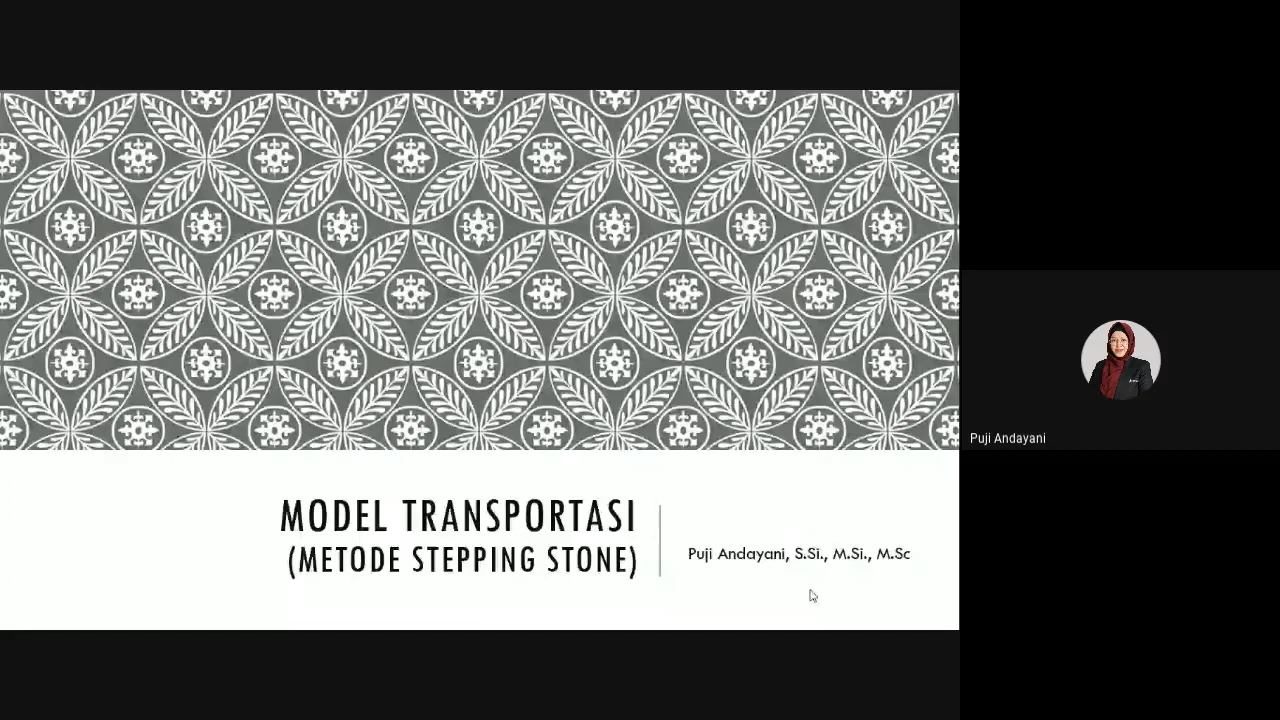 MODEL TRANSPORTASI
(METODE STEPPING STONE)
Puji Andayani, S.Si., M.Si., M.Sc
Puji Andayani